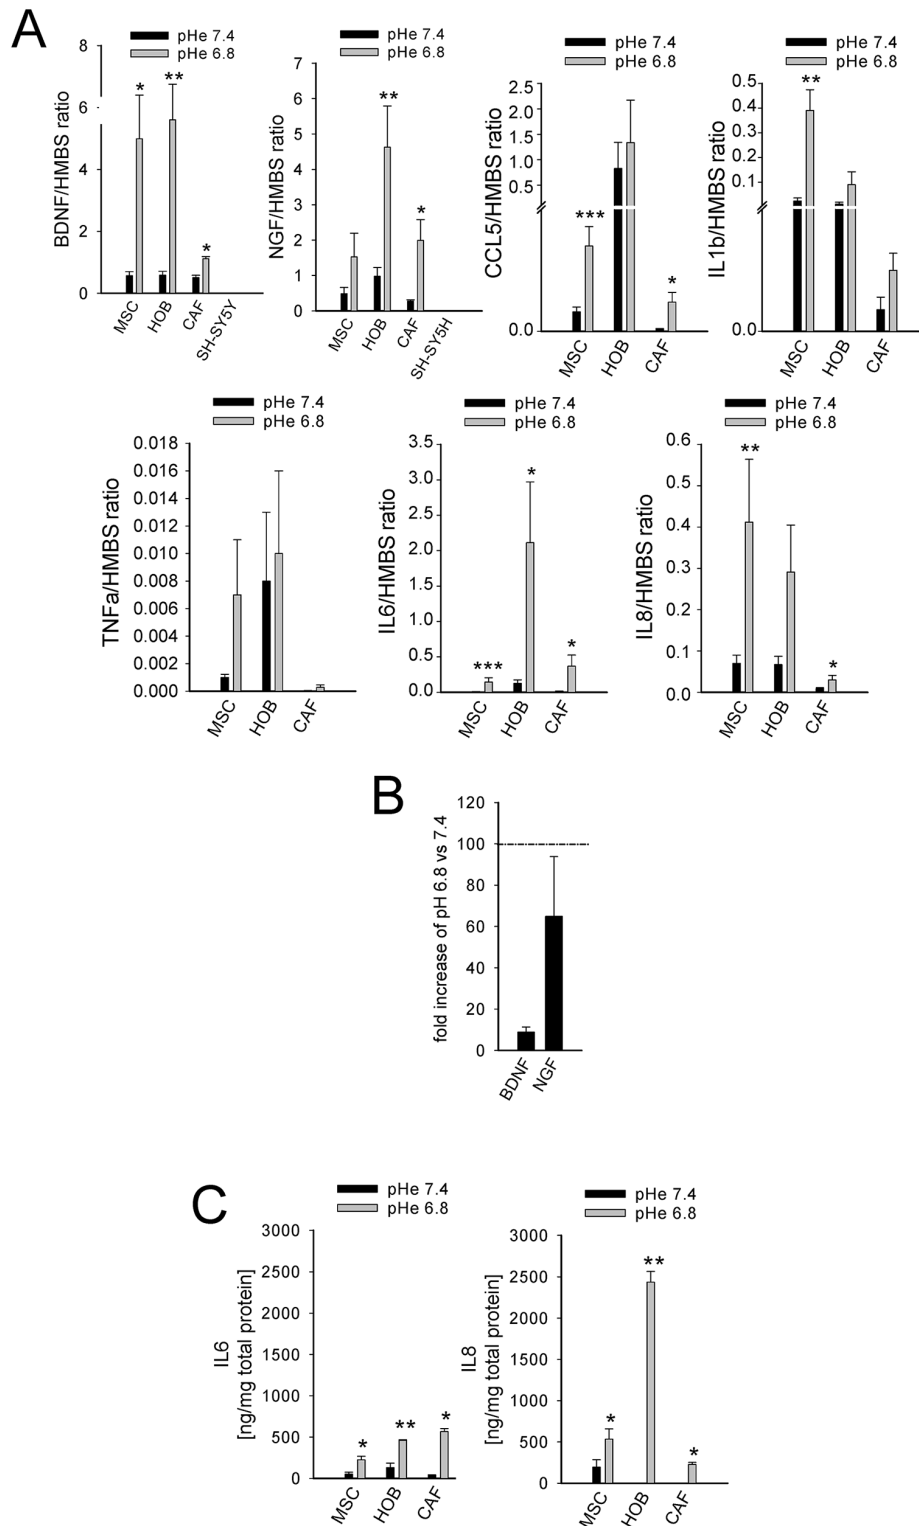 A
pHe 7.4
pHe 6.8
BDNF/HMBS ratio
8
6
4
2
0
MSC
HOB
CAF
SH-SY5Y
pHe 7.4
pHe 6.8
NGF/HMBS ratio
7
6
5
4
3
2
1
0
MSC
HOB
CAF
SH-SY5H
pHe 7.4
pHe 6.8
CCL5/HMBS ratio
2.5
2.0
1.5
1.0
0.5
0.0
MSC
HOB
CAF
pHe 7.4
pHe 6.8
IL1b/HMBS ratio
0.5
0.4
0.3
0.2
0.1
0.0
MSC
HOB
CAF
* ** *
** *
*** *
**
pHe 7.4
pHe 6.8
TNFa/HMBS ratio
0.018
0.016
0.014
0.012
0.010
0.008
0.006
0.004
0.002
0.000
MSC
HOB
CAF
pHe 7.4
pHe 6.8
IL6/HMBS ratio
3.5
3.0
2.5
2.0
1.5
1.0
0.5
0.0
*** * *
MSC
HOB
CAF
pHe 7.4
pHe 6.8
IL8/HMBS ratio
0.6
0.5
0.4
0.3
0.2
0.1
0.0
** *
MSC
HOB
CAF
B
fold increase of pH 6.8 vs 7.4
120
100
80
60
40
20
0
BDNF
NGF
C
pHe 7.4
pHe 6.8
IL6
[ng/mg total protein]
3000
2500
2000
1500
1000
500
0
* ** *
MSC
HOB
CAF
pHe 7.4
pHe 6.8
IL8
[ng/mg total protein]
3000
2500
2000
1500
1000
500
0
* ** *
MSC
HOB
CAF